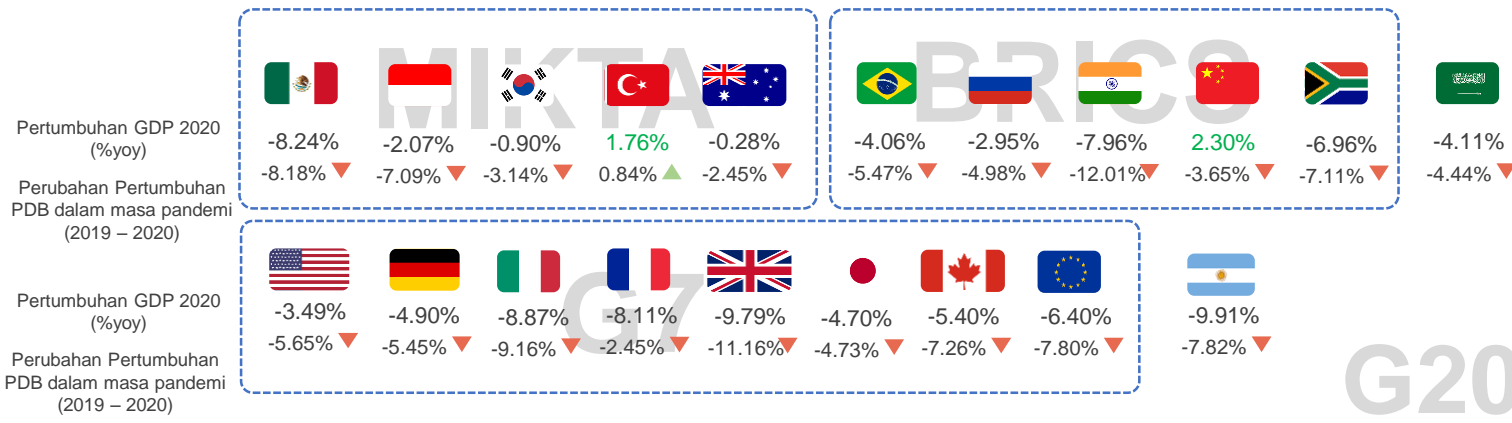 MIKTA
BRICS
Pertumbuhan GDP 2020
(%yoy)
-8.24% -2.07% -0.90% 1.76% -0.28% -4.06% -2.95% -7.96% 2.30% -6.96% -4.11%
Perubahan Pertumbuhan
PDB dalam masa pandemi
(2019 – 2020)
-8.18% -7.09% -3.14% 0.84% -2.45% -5.47% -4.98% -12.01% -3.65% -7.11% -4.44%
G7
Pertumbuhan GDP 2020
(%yoy)
-3.49% -4.90% -8.87% -8.11% -9.79% -4.70% -5.40% -6.40% -9.91%
Perubahan Pertumbuhan
PDB dalam masa pandemi
(2019 – 2020)
-5.65% -5.45% -9.16% -2.45% -11.16% -4.73% -7.26% -7.80% -7.82%
G20